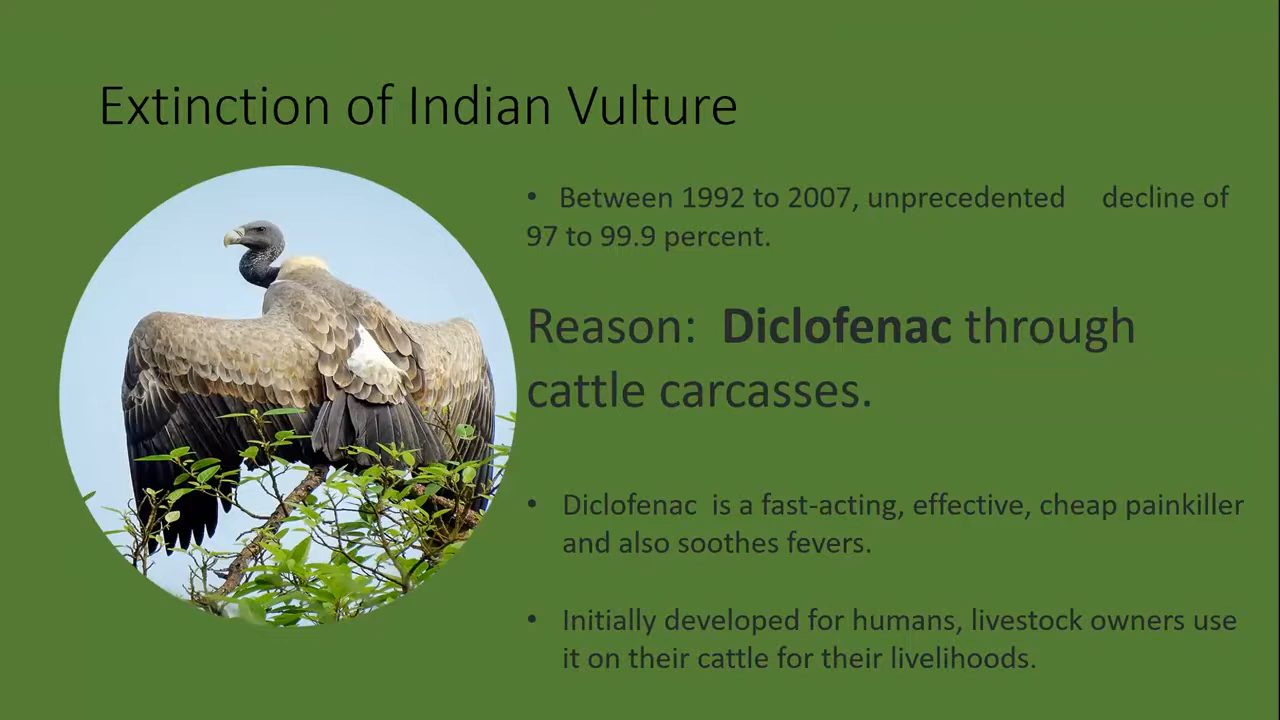 Extinction of Indian Vulture
• Between 1992 to 2007, unprecedented decline of
97 to 99.9 percent.
Reason: Diclofenac through
cattle carcasses.
• Diclofenac is a fast-acting, effective, cheap painkiller
and also soothes fevers.
• Initially developed for humans, livestock owners use
it on their cattle for their livelihoods.